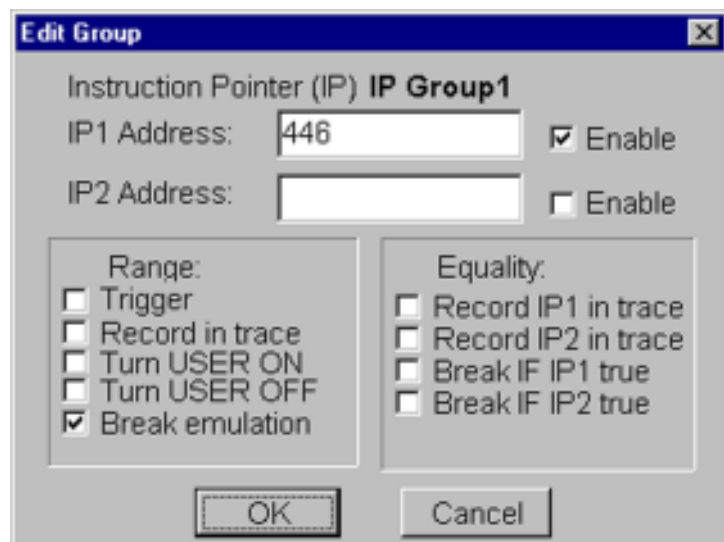 Edit Group
Instruction Pointer (IP) IP Group1
IP1 Address: 446 Enable
IP2 Address: Enable
Range:
Trigger
Record in trace
Turn USER ON
Turn USER OFF
Break emulation
Equality:
Record IP1 in trace
Record IP2 in trace
Break IF IP1 true
Break IF IP2 true
OK Cancel